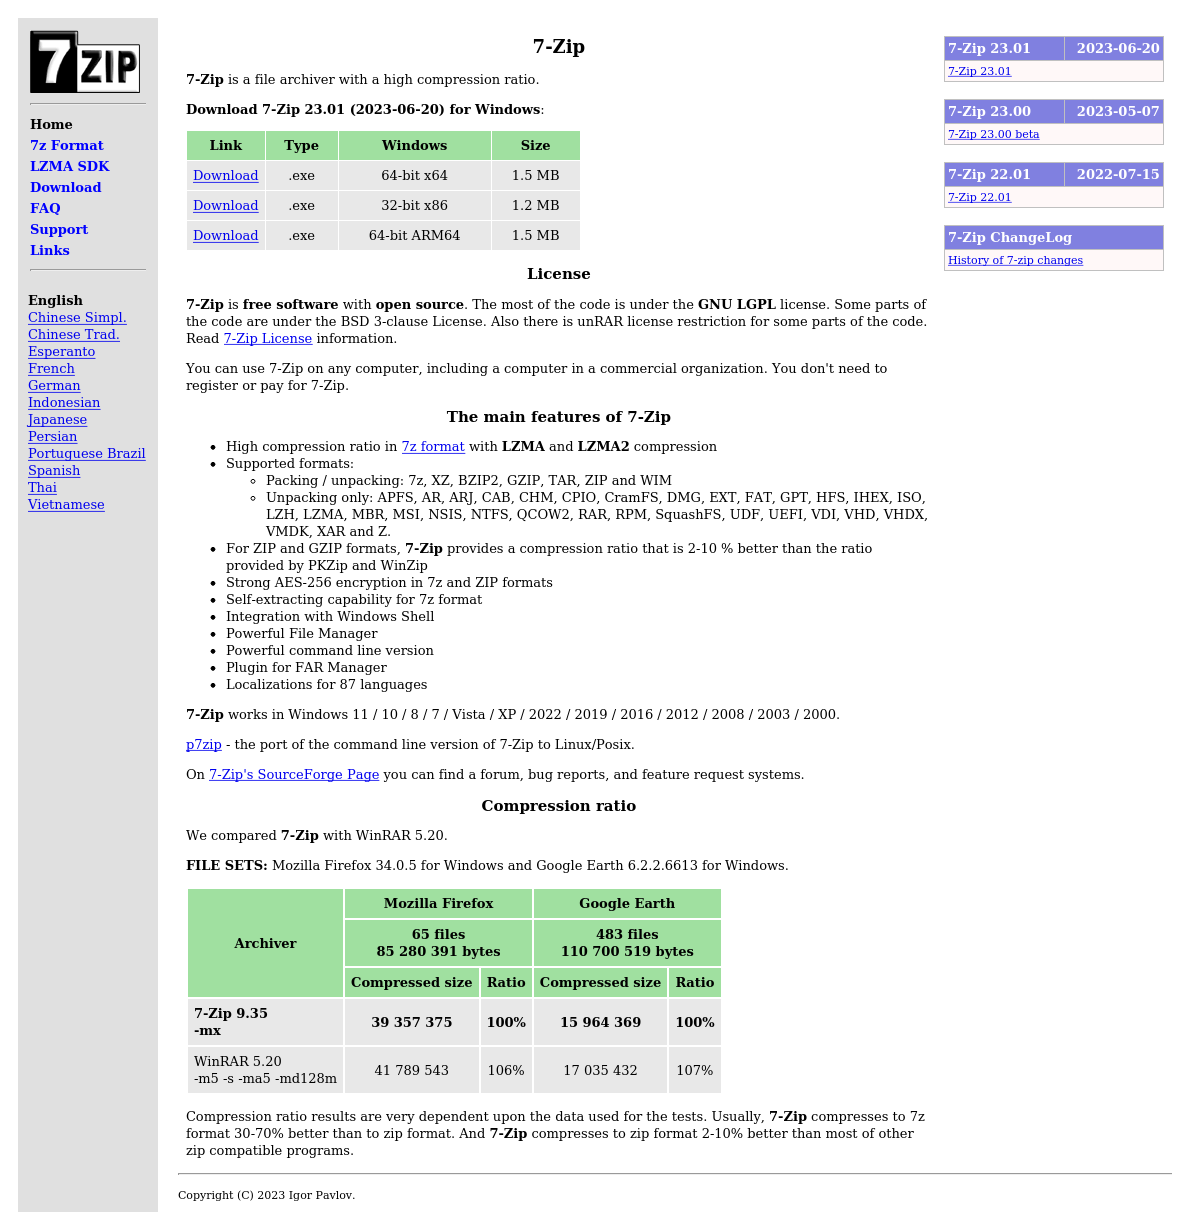 7ZIP
Home
7z Format
LZMA SDK
Download
FAQ
Support
Links
English
Chinese Simpl.
Chinese Trad.
Esperanto
French
German
Indonesian
Japanese
Persian
Portuguese Brazil
Spanish
Thai
Vietnamese
7-Zip
7-Zip is a file archiver with a high compression ratio.
Download 7-Zip 23.01 (2023-06-20) for Windows:
Link Type Windows Size
Download .exe 64-bit x64 1.5 MB
Download .exe 32-bit x86 1.2 MB
Download .exe 64-bit ARM64 1.5 MB
License
7-Zip is free software with open source. The most of the code is under the GNU LGPL license. Some parts of
the code are under the BSD 3-clause License. Also there is unRAR license restriction for some parts of the code.
Read 7-Zip License information.
You can use 7-Zip on any computer, including a computer in a commercial organization. You don't need to
register or pay for 7-Zip.
The main features of 7-Zip
• High compression ratio in 7z format with LZMA and LZMA2 compression
• Supported formats:
◦ Packing / unpacking: 7z, XZ, BZIP2, GZIP, TAR, ZIP and WIM
◦ Unpacking only: APFS, AR, ARJ, CAB, CHM, CPIO, CramFS, DMG, EXT, FAT, GPT, HFS, IHEX, ISO,
LZH, LZMA, MBR, MSI, NSIS, NTFS, QCOW2, RAR, RPM, SquashFS, UDF, UEFI, VDI, VHD, VHDX,
VMDK, XAR and Z.
• For ZIP and GZIP formats, 7-Zip provides a compression ratio that is 2-10 % better than the ratio
provided by PKZip and WinZip
• Strong AES-256 encryption in 7z and ZIP formats
• Self-extracting capability for 7z format
• Integration with Windows Shell
• Powerful File Manager
• Powerful command line version
• Plugin for FAR Manager
• Localizations for 87 languages
7-Zip works in Windows 11 / 10 / 8 / 7 / Vista / XP / 2022 / 2019 / 2016 / 2012 / 2008 / 2003 / 2000.
p7zip - the port of the command line version of 7-Zip to Linux/Posix.
On 7-Zip's SourceForge Page you can find a forum, bug reports, and feature request systems.
Compression ratio
We compared 7-Zip with WinRAR 5.20.
FILE SETS: Mozilla Firefox 34.0.5 for Windows and Google Earth 6.2.2.6613 for Windows.
Archiver
Mozilla Firefox Google Earth
65 files 483 files
85 280 391 bytes 110 700 519 bytes
Compressed size Ratio Compressed size Ratio
7-Zip 9.35
-mx
39 357 375 100% 15 964 369 100%
WinRAR 5.20
-m5 -s -ma5 -md128m
41 789 543 106% 17 035 432 107%
Compression ratio results are very dependent upon the data used for the tests. Usually, 7-Zip compresses to 7z
format 30-70% better than to zip format. And 7-Zip compresses to zip format 2-10% better than most of other
zip compatible programs.
7-Zip 23.01 2023-06-20
7-Zip 23.01
7-Zip 23.00 2023-05-07
7-Zip 23.00 beta
7-Zip 22.01 2022-07-15
7-Zip 22.01
7-Zip ChangeLog
History of 7-zip changes
Copyright (C) 2023 Igor Pavlov.